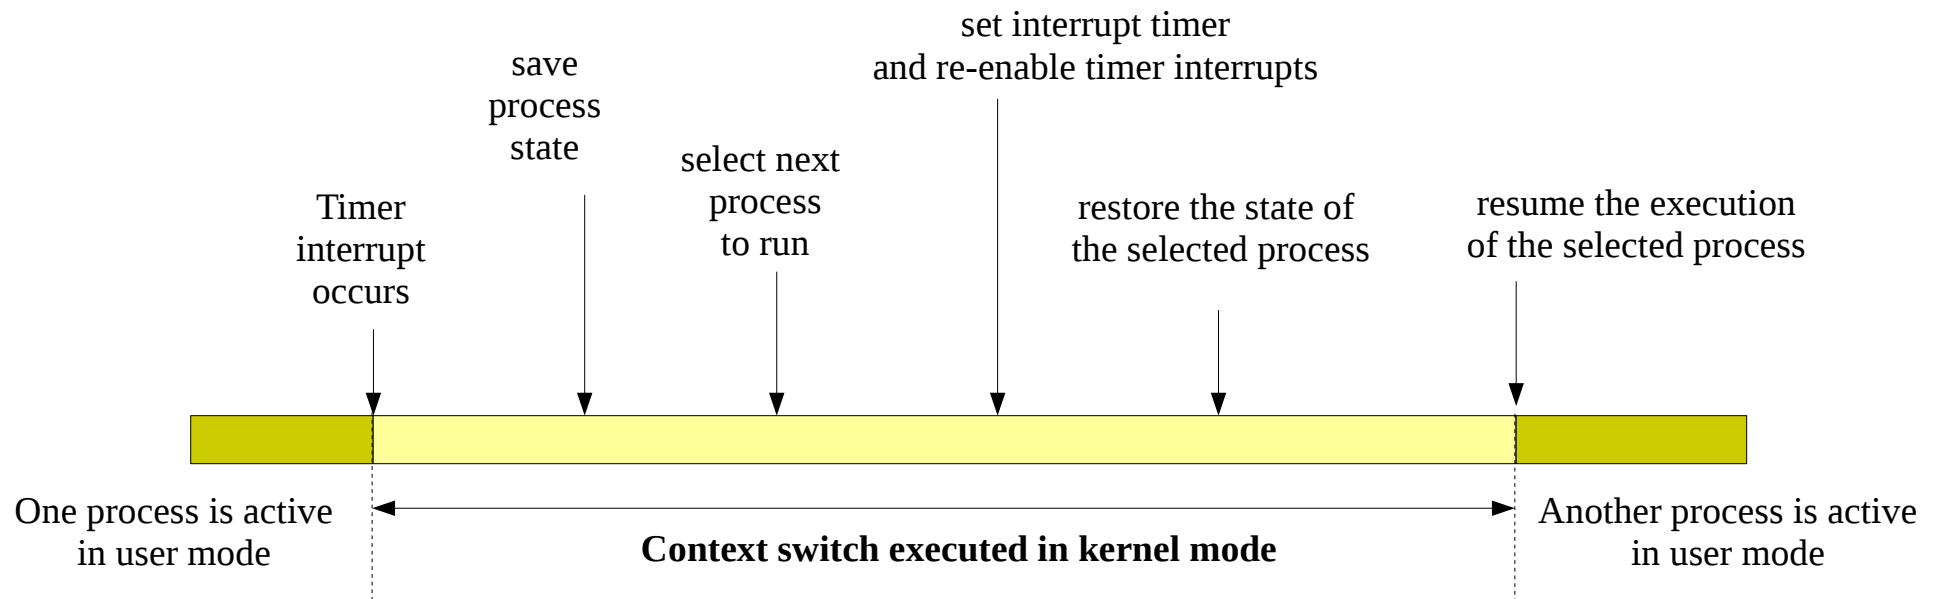 set interrupt timer
and re-enable timer interrupts
save
process
state
select next
process
to run
Timer
interrupt
occurs
restore the state of
the selected process
resume the execution
of the selected process
One process is active
in user mode
Context switch executed in kernel mode
Another process is active
in user mode